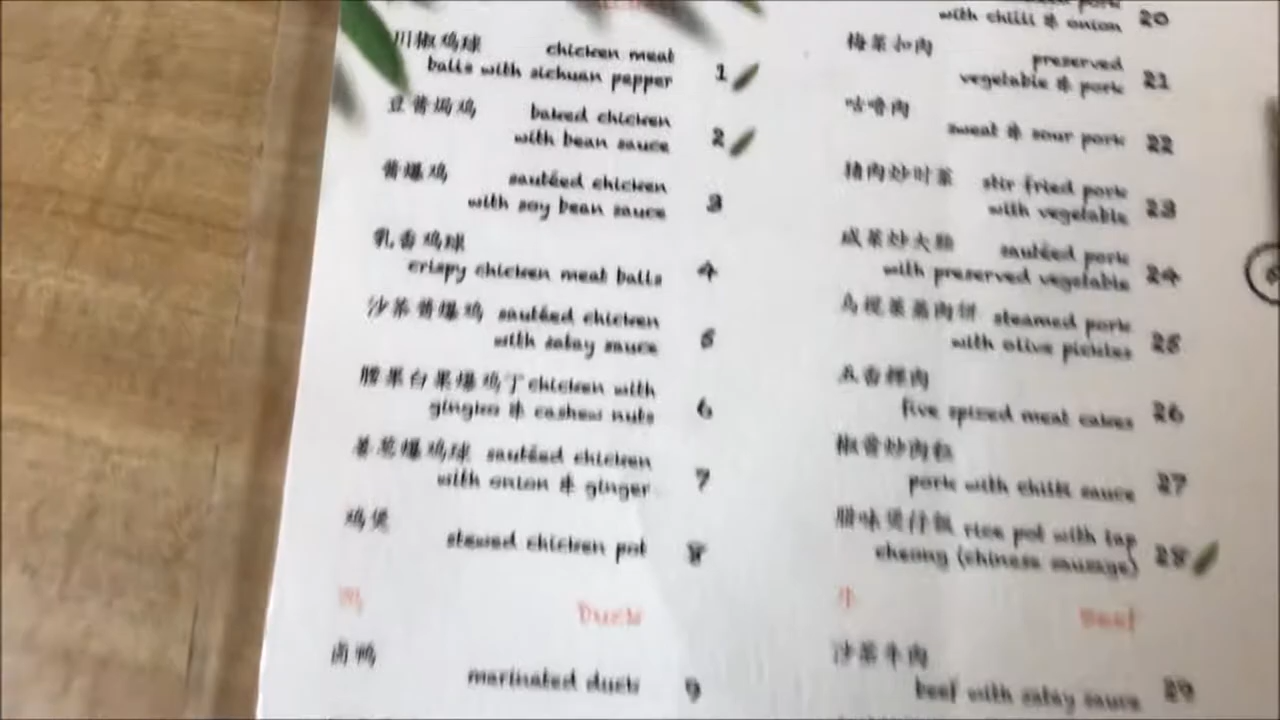 川椒鸡球 chicken meat
balls with sichuan pepper 1
豆酱焗鸡 baked chicken
with bean sauce 2
酱爆鸡 sautéed chicken
with soy bean sauce 3
乳香鸡球
crispy chicken meat balls 4
沙茶酱爆鸡 sautéed chicken
with satay sauce 5
腰果白果爆鸡丁 chicken with
gingko & cashew nuts 6
姜葱爆鸡球 sautéed chicken
with onion & ginger 7
鸡煲
stewed chicken pot 8
Duck
卤鸭
marinated duck 9
pork
with chilli & onion 20
梅菜扣肉 preserved
vegetable & pork 21
咕噜肉
sweat & sour pork 22
猪肉炒时菜 stir fried pork
with vegetable 23
咸菜炒大肠 sautéed pork
with preserved vegetable 24
乌榄菜蒸肉饼 steamed pork
with olive pickles 25
五香粿肉
five spized meat cakes 26
椒酱炒肉粒
pork with chilli sauce 27
腊味煲仔饭 rice pot with lap
cheong (chinese sausage) 28
牛 Beef
沙茶牛肉
beef with satay sauce 29